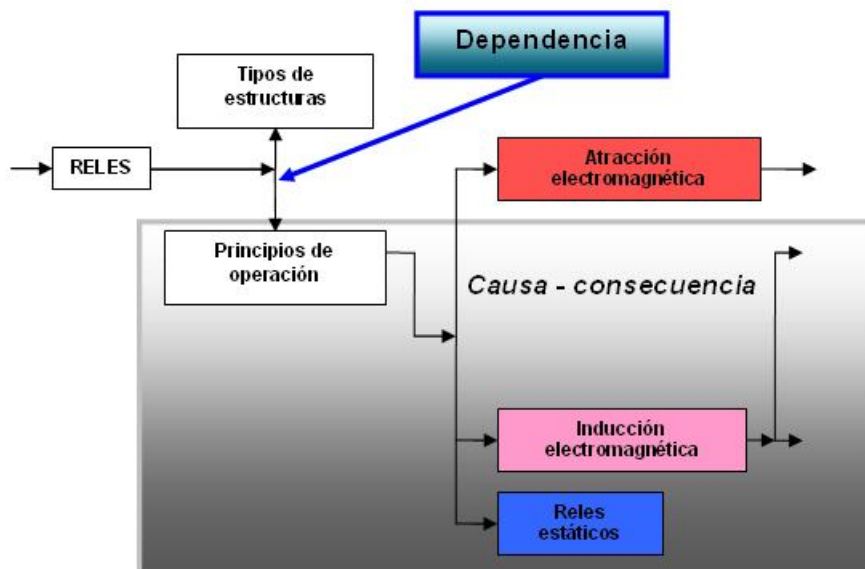 Dependencia
Tipos de
estructuras
RELES
Atracción
electromagnética
Principios de
operación
Causa - consecuencia
Inducción
electromagnética
Reles
estáticos